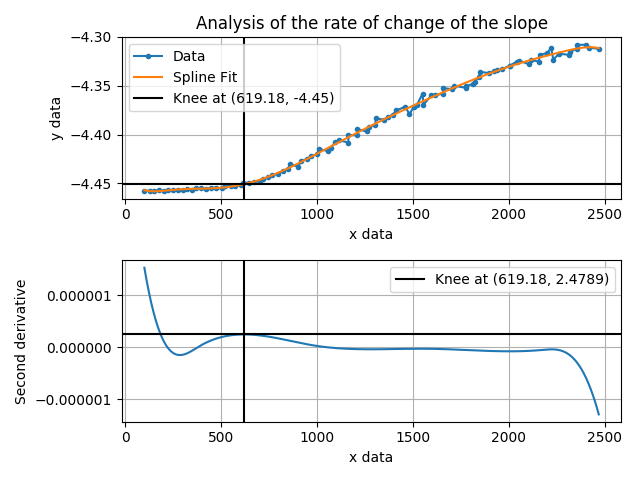 Analysis of the rate of change of the slope
−4.30
−4.35
−4.40
−4.45
y data
Data
Spline Fit
Knee at (619.18, -4.45)
0
500
1000
1500
2000
2500
x data
0.000001
0.000000
−0.000001
Second derivative
Knee at (619.18, 2.4789)
0
500
1000
1500
2000
2500
x data